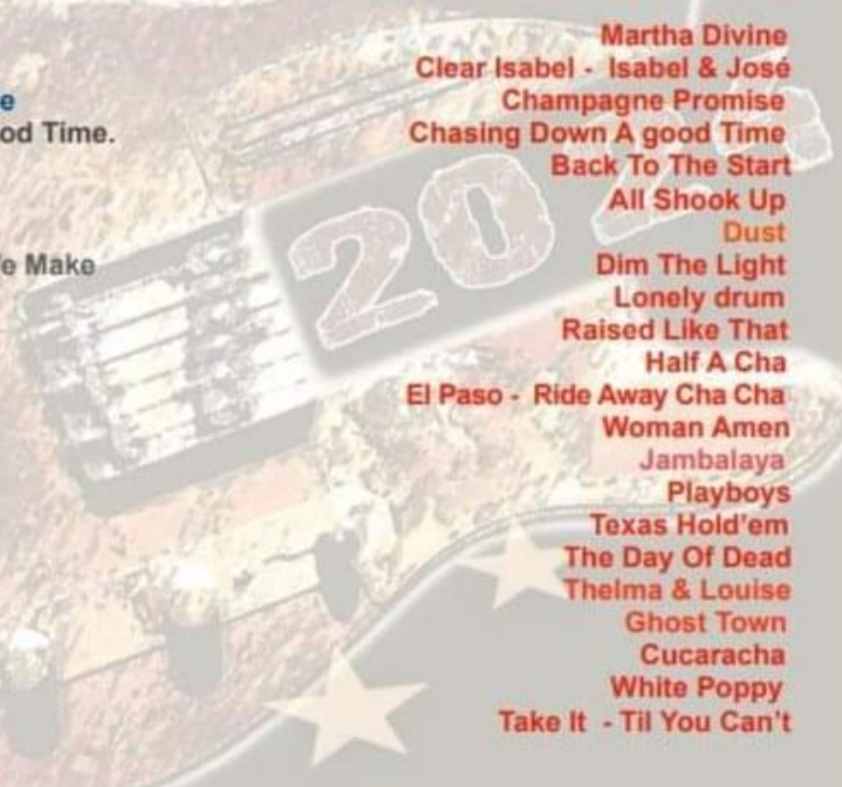 e
od Time.
e Make
Martha Divine
Clear Isabel - Isabel & José
Champagne Promise
Chasing Down A good Time
Back To The Start
All Shook Up
Dust
Dim The Light
Lonely drum
Raised Like That
Half A Cha
El Paso - Ride Away Cha Cha
Woman Amen
Jambalaya
Playboys
Texas Hold’em
The Day Of Dead
Thelma & Louise
Ghost Town
Cucaracha
White Poppy
Take It - Til You Can’t
2024